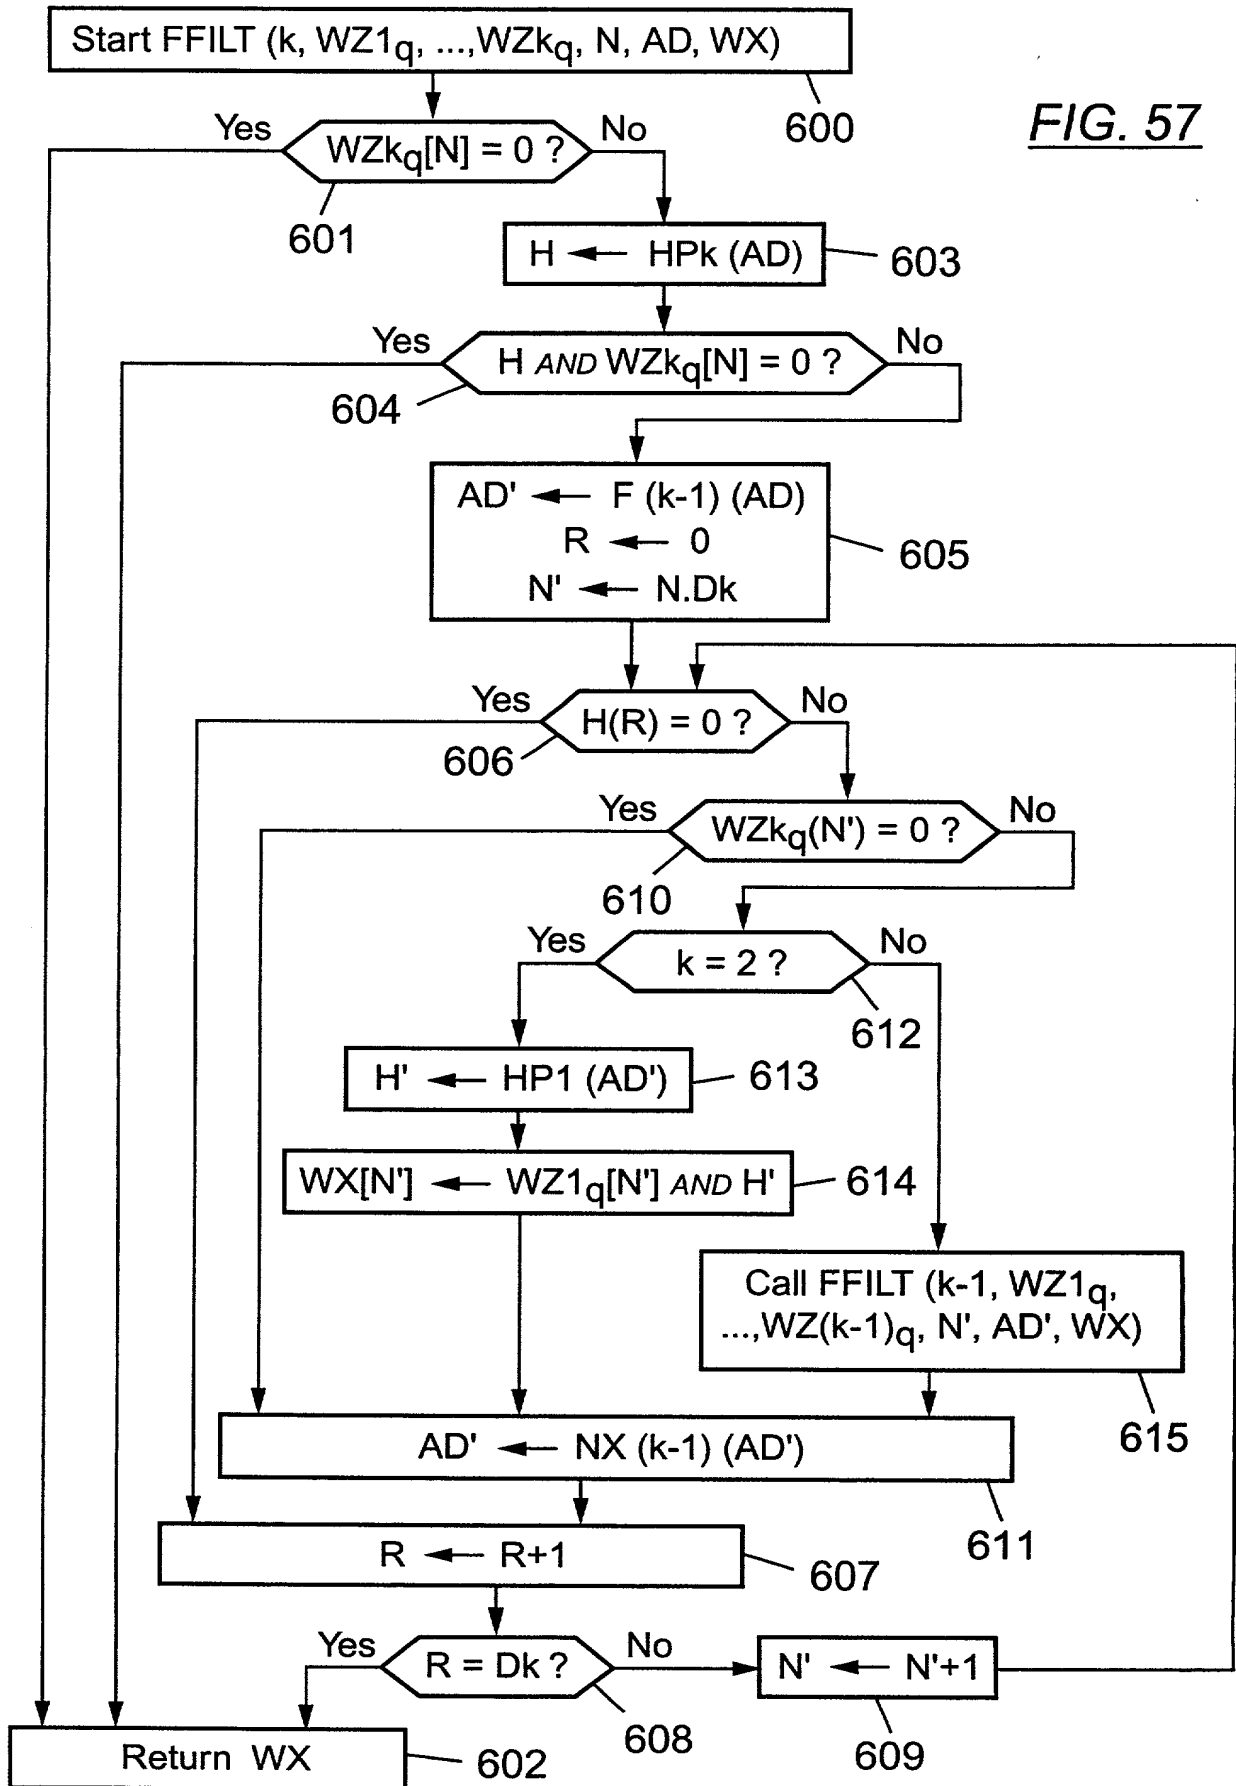 Start FFILT (k, WZ1q, ...,WZkq, N, AD, WX)
600
FIG. 57
Yes
WZkq[N] = 0 ?
No
601
H ← HPk (AD)
603
Yes
H AND WZkq[N] = 0 ?
No
604
AD' ← F (k-1) (AD)
R ← 0
N' ← N.Dk
605
Yes
H(R) = 0 ?
No
606
Yes
WZkq(N') = 0 ?
No
610
Yes
k = 2 ?
No
612
H' ← HP1 (AD')
613
WX[N'] ← WZ1q[N'] AND H'
614
Call FFILT (k-1, WZ1q,
...,WZ(k-1)q, N', AD', WX)
615
AD' ← NX (k-1) (AD')
611
R ← R+1
607
Yes
R = Dk ?
No
608
N' ← N'+1
609
Return WX
602